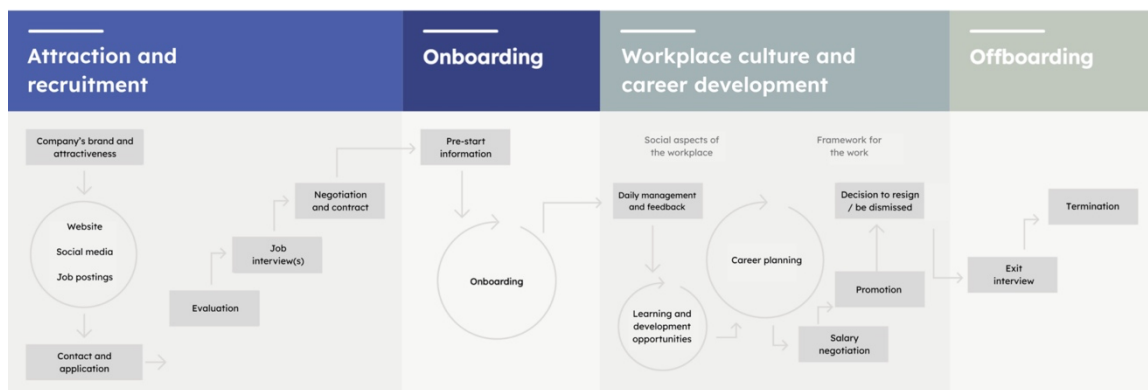 Attraction and
recruitment
Onboarding
Workplace culture and
career development
Offboarding
Company's brand and
attractiveness
Website
Social media
Job postings
Contact and
application
Evaluation
Job
interview(s)
Negotiation
and contract
Pre-start
information
Onboarding
Social aspects of
the workplace
Framework for
the work
Daily management
and feedback
Learning and
development
opportunities
Career planning
Salary
negotiation
Promotion
Decision to resign
/ be dismissed
Exit
interview
Termination